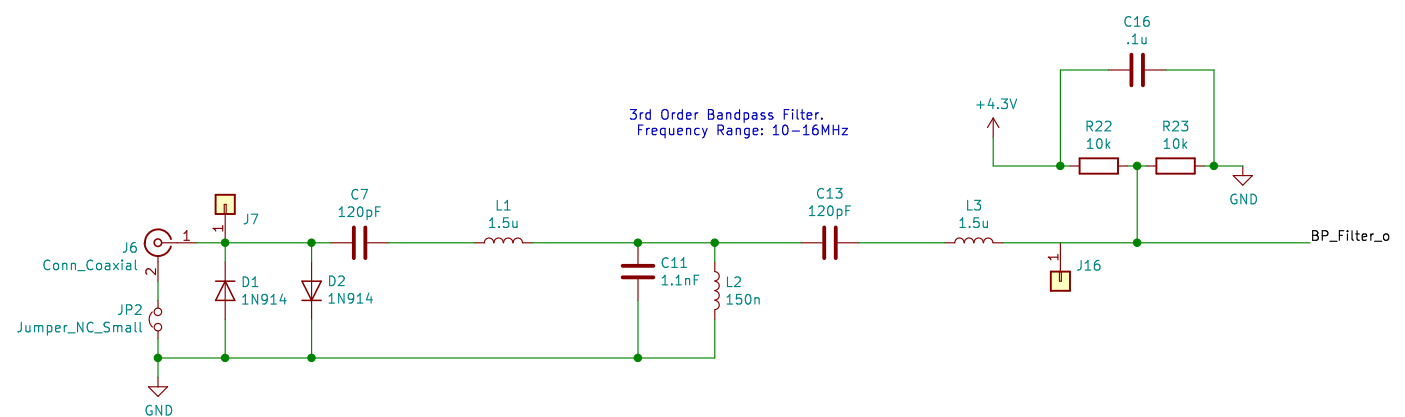 C16
.1u
3rd Order Bandpass Filter.
Frequency Range: 10-16MHz
+4.3V
R22
10k
R23
10k
GND
C7
120pF
C13
120pF
L1
1.5u
L3
1.5u
J7
1
J6
1
Conn_Coaxial
2
BP_Filter_o
C11
1.1nF
L2
150n
1
J16
D1
1N914
D2
1N914
JP2
Jumper_NC_Small
GND